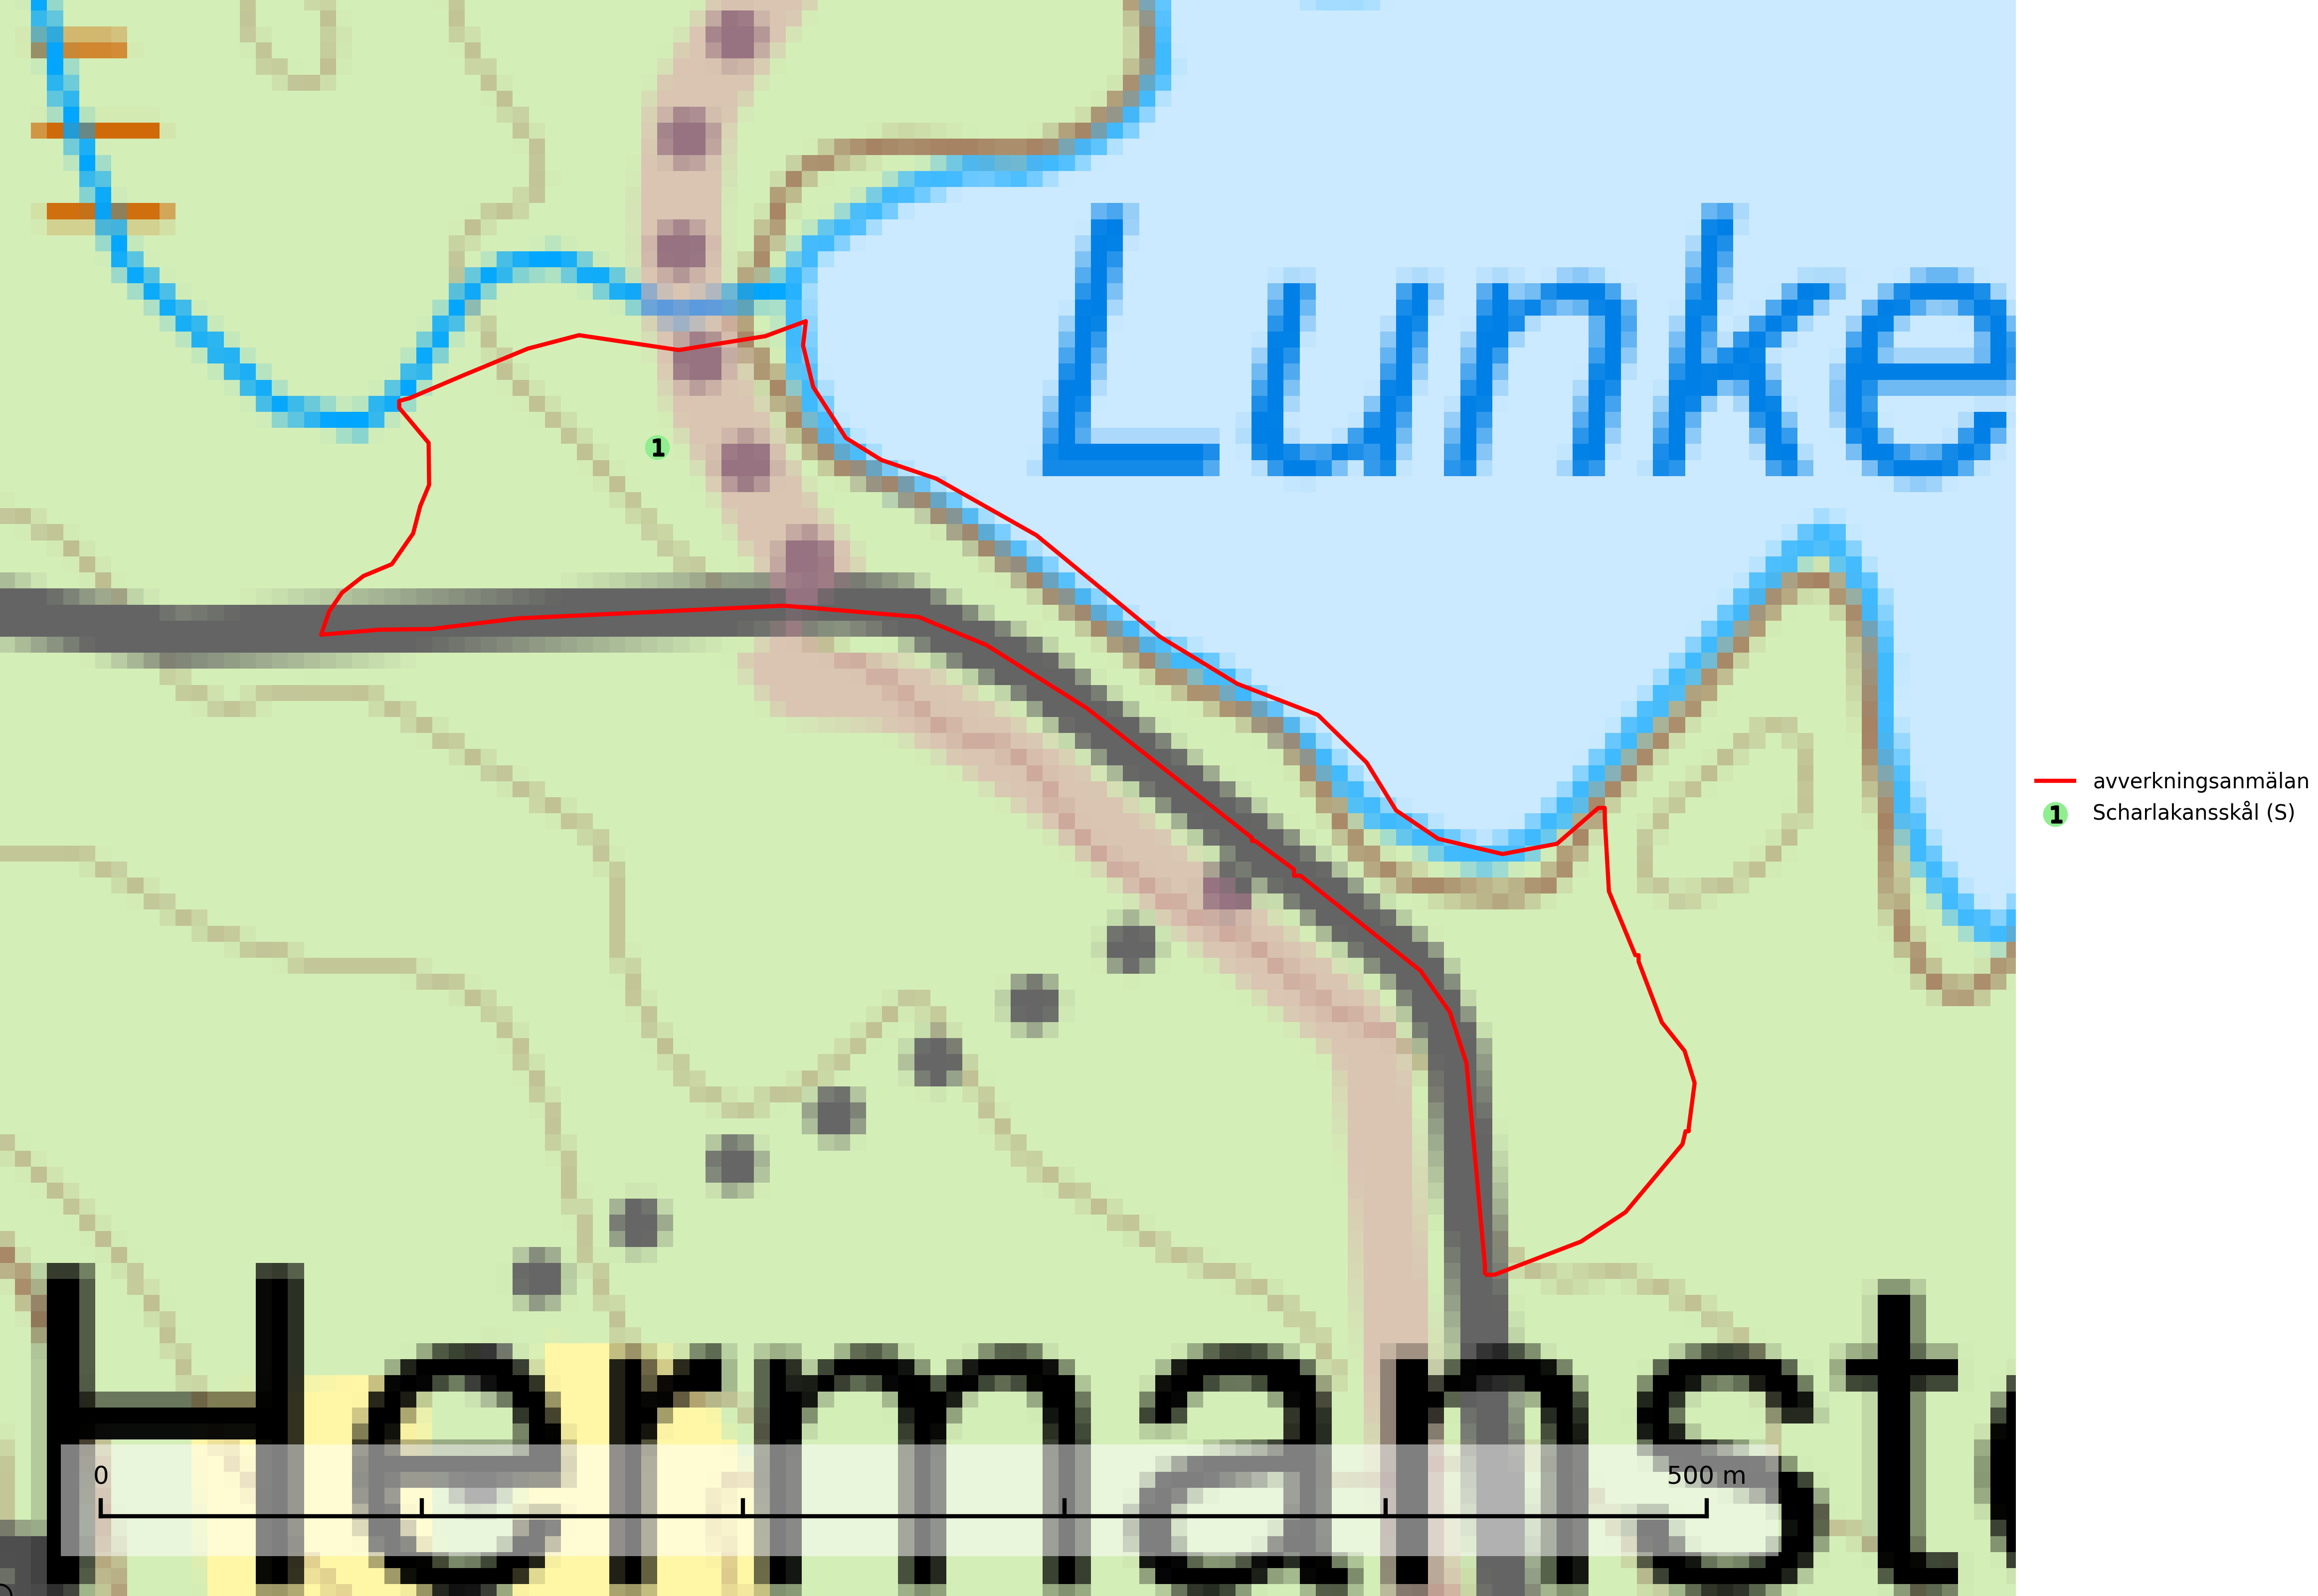 Lunke
1
avverkningsanmälan
1 Scharlakansskål (S)
Hermanst
0 500 m